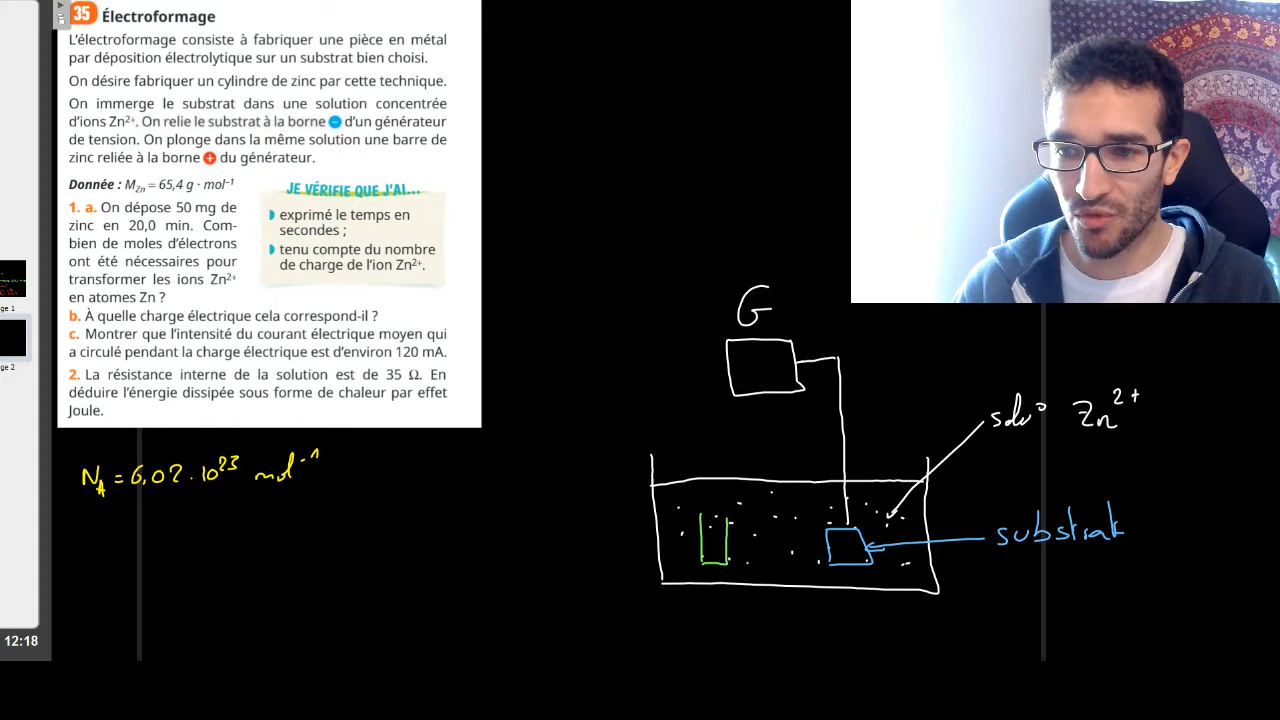 35 Électroformage
L'électroformage consiste à fabriquer une pièce en métal
par déposition électrolytique sur un substrat bien choisi.
On désire fabriquer un cylindre de zinc par cette technique.
On immerge le substrat dans une solution concentrée
d'ions Zn²⁺. On relie le substrat à la borne − d'un générateur
de tension. On plonge dans la même solution une barre de
zinc reliée à la borne + du générateur.
Donnée : M_Zn = 65,4 g · mol⁻¹
JE VÉRIFIE QUE J'AI...
exprimé le temps en
secondes ;
tenu compte du nombre
de charge de l'ion Zn²⁺.
1. a. On dépose 50 mg de
zinc en 20,0 min. Com-
bien de moles d'électrons
ont été nécessaires pour
transformer les ions Zn²⁺
en atomes Zn ?
b. À quelle charge électrique cela correspond-il ?
c. Montrer que l'intensité du courant électrique moyen qui
a circulé pendant la charge électrique est d'environ 120 mA.
2. La résistance interne de la solution est de 35 Ω. En
déduire l'énergie dissipée sous forme de chaleur par effet
Joule.
N_A = 6,02 . 10²³ mol⁻¹
G
solu° Zn²⁺
substrat
ge 1
ge 2
12:18